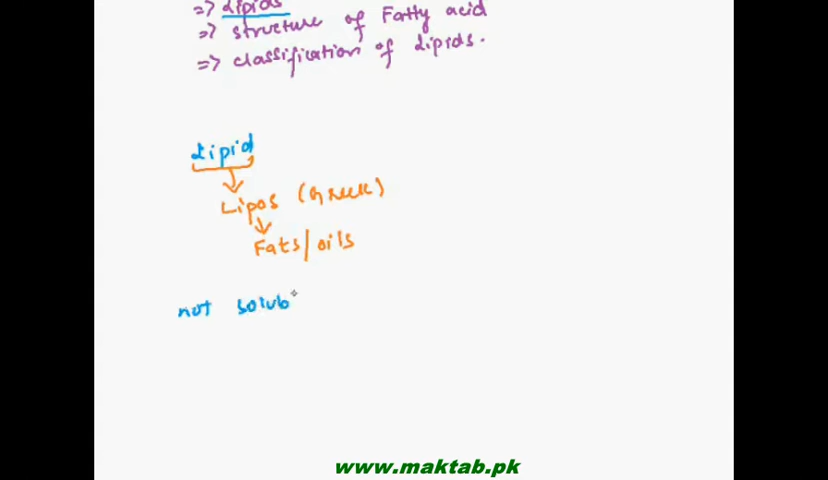 => Lipids
=> structure of Fatty acid
=> classification of Lipids.
Lipid
Lipos (Greek)
Fats/oils
not solub
www.maktab.pk